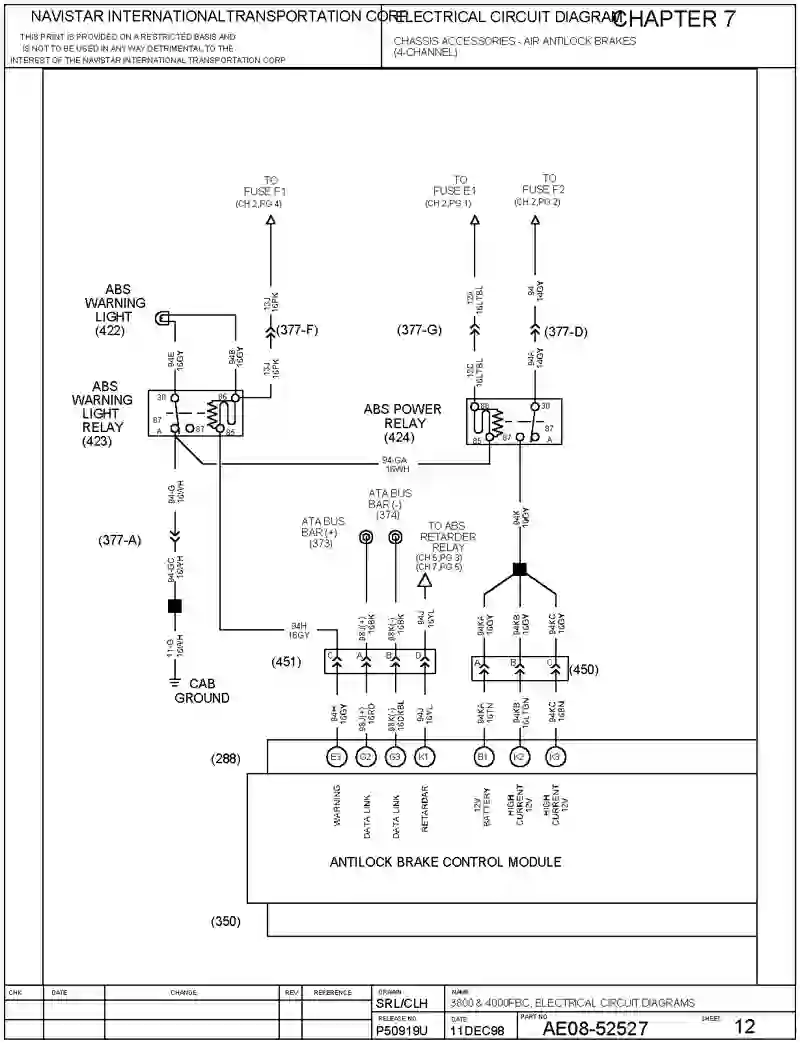 NAVISTAR INTERNATIONALTRANSPORTATION CORP
THIS PRINT IS PROVIDED ON A RESTRICTED BASIS AND
IS NOT TO BE USED IN ANY WAY DETRIMENTAL TO THE
INTEREST OF THE NAVISTAR INTERNATIONAL TRANSPORTATION CORP
ELECTRICAL CIRCUIT DIAGRAM
CHAPTER 7
CHASSIS ACCESSORIES - AIR ANTILOCK BRAKES
(4-CHANNEL)
TO
FUSE F1
(CH 2,PG 4)
TO
FUSE E1
(CH 2,PG 1)
TO
FUSE F2
(CH 2,PG 2)
ABS
WARNING
LIGHT
(422)
94E
16GY
94B
16GY
13J
16PK
(377-F)
13J
16PK
(377-G)
16LTBL
16LTBL
94
14GY
(377-D)
14GY
ABS
WARNING
LIGHT
RELAY
(423)
30
86
87
A
87
85
ABS POWER
RELAY
(424)
86
30
85
87
87
A
94-GA
16WH
94-G
16WH
(377-A)
94-GC
16WH
11-G
16WH
CAB
GROUND
ATA BUS
BAR (+)
(373)
ATA BUS
BAR (-)
(374)
TO ABS
RETARDER
RELAY
(CH 5,PG 3)
(CH 7,PG 5)
94K
94H
16GY
98J(+)
16BK
98K(-)
16BK
94J
16YL
94KA
16GY
94KB
16GY
94KC
16GY
(451)
C
A
B
D
A
B
C
(450)
94H
16GY
98J(+)
16RD
98K(-)
16DKBL
94J
16YL
94KA
16TN
94KB
16LTGN
94KC
16BN
(288)
E3
G2
G3
K1
B1
K2
K3
WARNING
DATA LINK
DATA LINK
RETARDAR
12V
BATTERY
HIGH
CURRENT
12V
HIGH
CURRENT
12V
ANTILOCK BRAKE CONTROL MODULE
(350)
CHK
DATE
CHANGE
REV
REFERENCE
DRAWN
SRL/CLH
NAME
3800 & 4000FBC, ELECTRICAL CIRCUIT DIAGRAMS
RELEASE NO.
P50919U
DATE
11DEC98
PART NO.
AE08-52527
SHEET
12